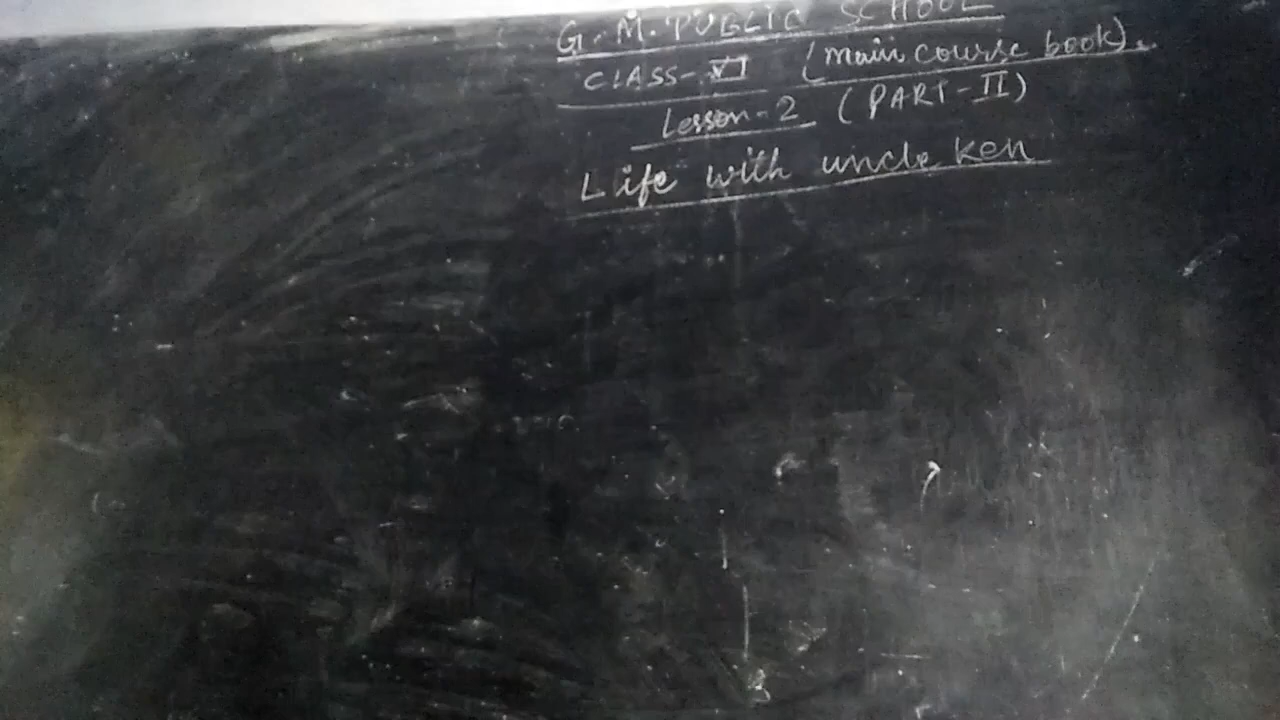 G. M. PUBLIC SCHOOL
CLASS-VI (Main course book).
Lesson-2 (PART-II)
Life with uncle Ken